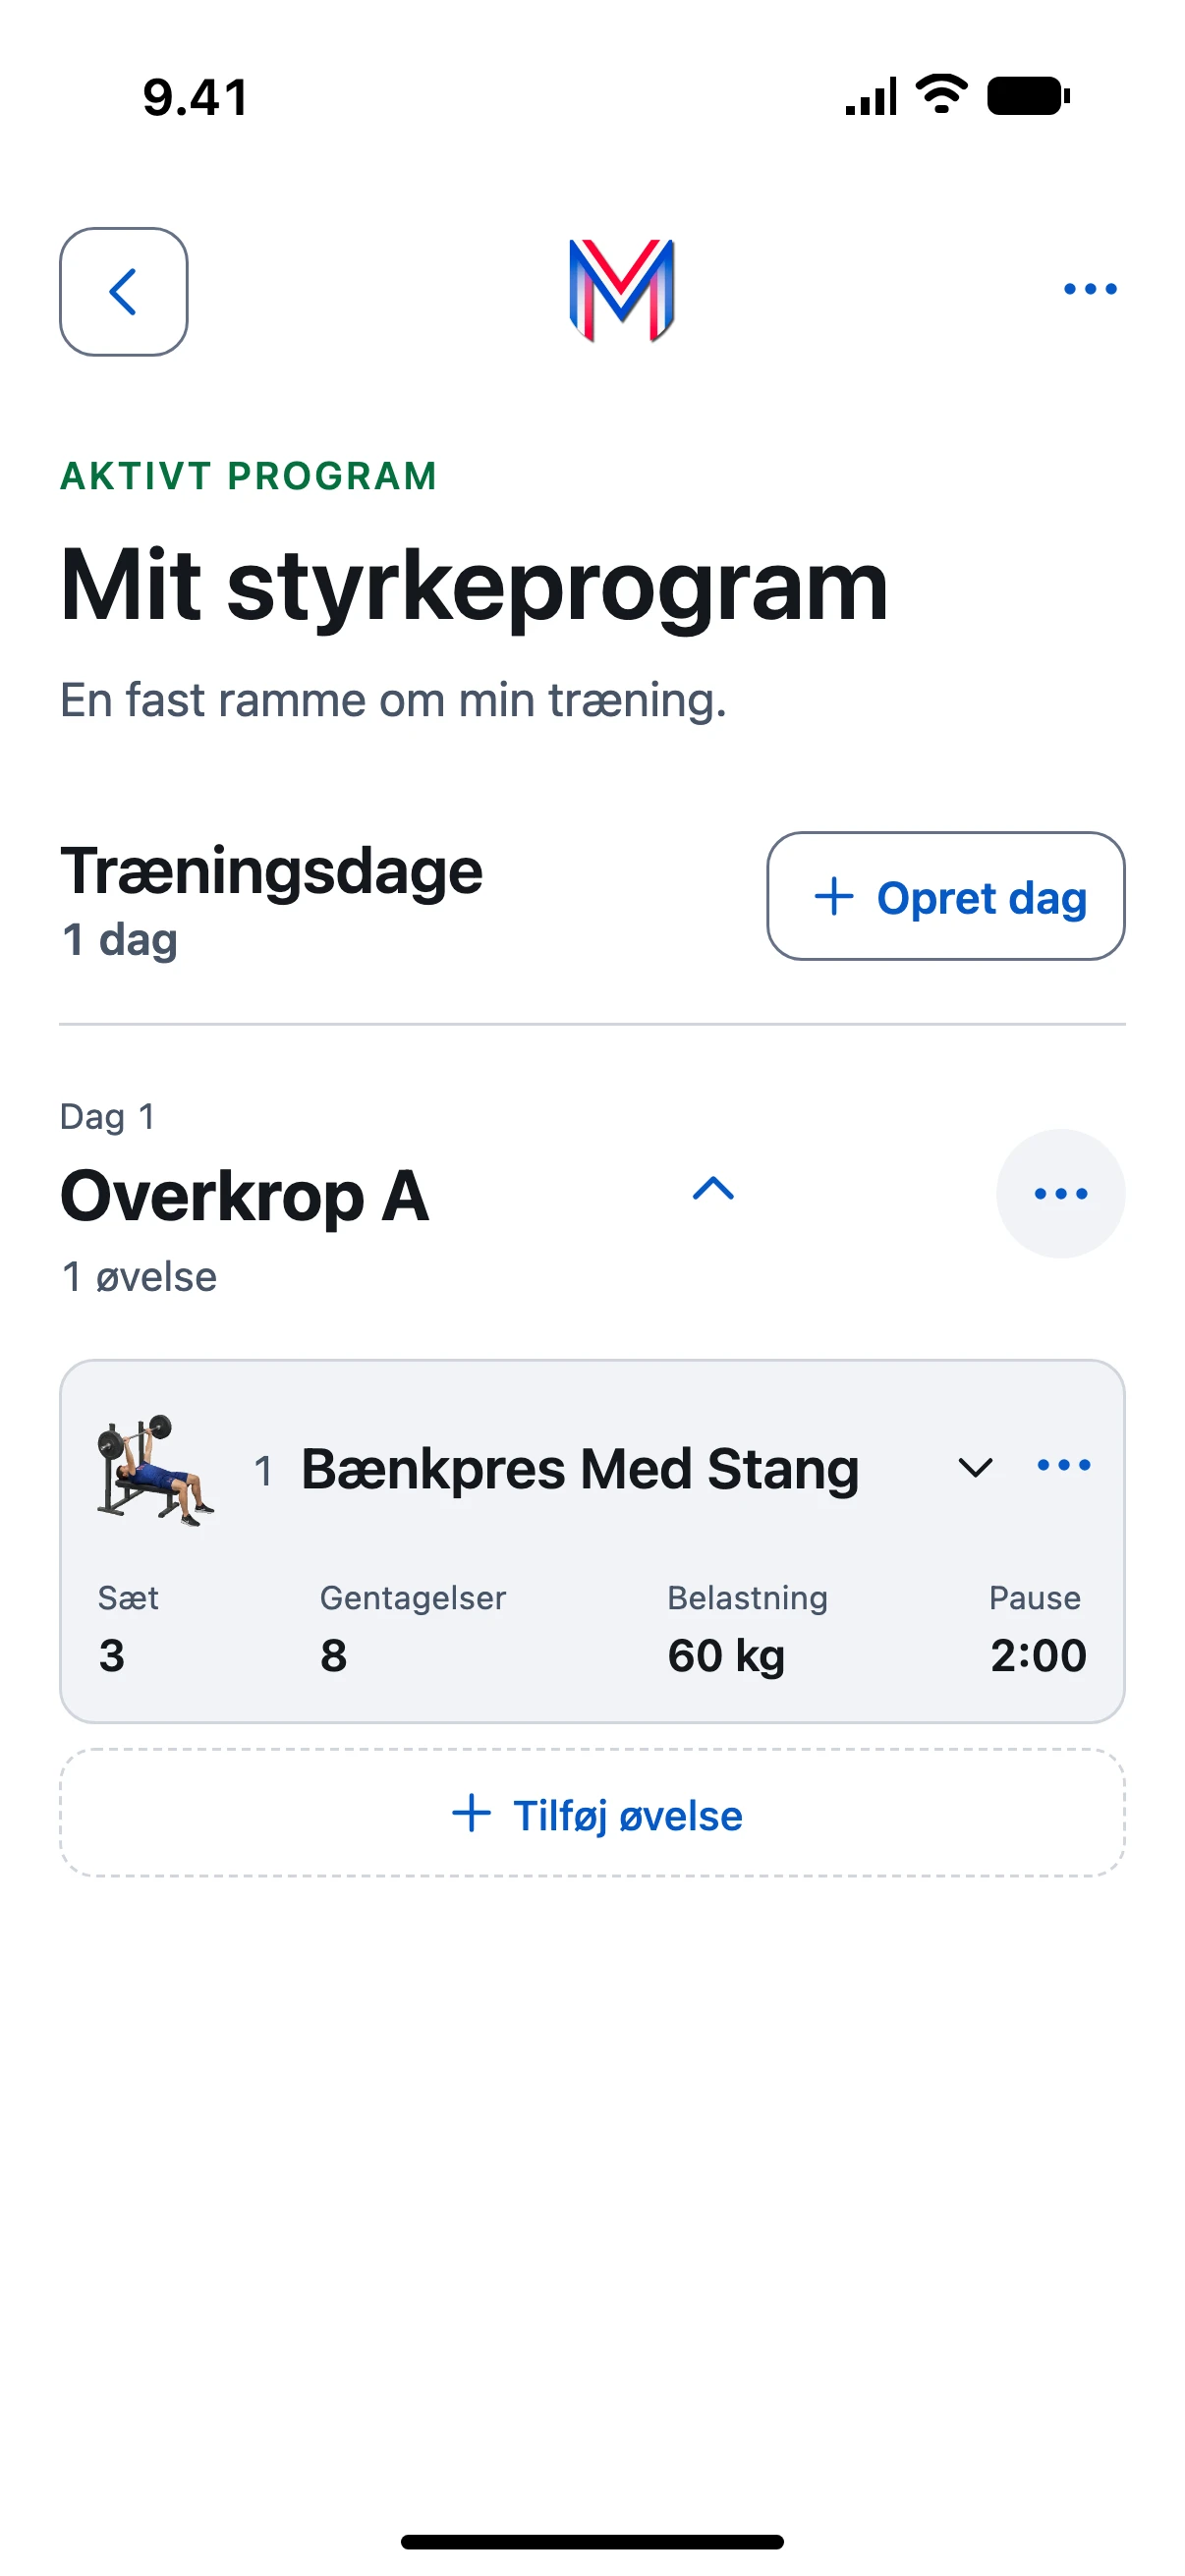 9.41
AKTIVT PROGRAM
Mit styrkeprogram
En fast ramme om min træning.
Træningsdage
1 dag
+ Opret dag
Dag 1
Overkrop A
1 øvelse
1 Bænkpres Med Stang
Sæt Gentagelser Belastning Pause
3 8 60 kg 2:00
+ Tilføj øvelse